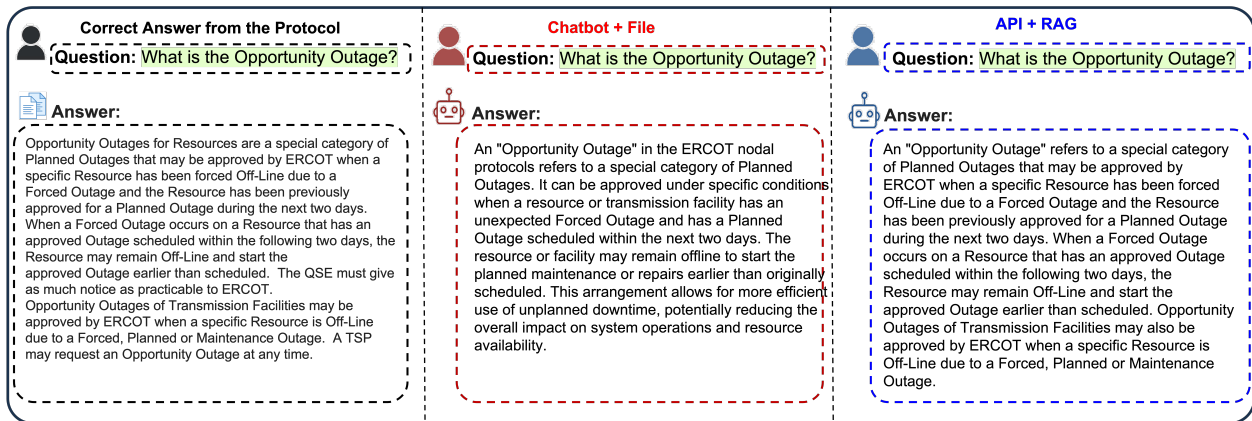 Correct Answer from the Protocol
Question: What is the Opportunity Outage?
Answer:
Opportunity Outages for Resources are a special category of
Planned Outages that may be approved by ERCOT when a
specific Resource has been forced Off-Line due to a
Forced Outage and the Resource has been previously
approved for a Planned Outage during the next two days.
When a Forced Outage occurs on a Resource that has an
approved Outage scheduled within the following two days, the
Resource may remain Off-Line and start the
approved Outage earlier than scheduled.  The QSE must give
as much notice as practicable to ERCOT.
Opportunity Outages of Transmission Facilities may be
approved by ERCOT when a specific Resource is Off-Line
due to a Forced, Planned or Maintenance Outage.  A TSP
may request an Opportunity Outage at any time.
Chatbot + File
Question: What is the Opportunity Outage?
Answer:
An "Opportunity Outage" in the ERCOT nodal
protocols refers to a special category of Planned
Outages. It can be approved under specific conditions,
when a resource or transmission facility has an
unexpected Forced Outage and has a Planned
Outage scheduled within the next two days. The
resource or facility may remain offline to start the
planned maintenance or repairs earlier than originally
scheduled. This arrangement allows for more efficient
use of unplanned downtime, potentially reducing the
overall impact on system operations and resource
availability.
API + RAG
Question: What is the Opportunity Outage?
Answer:
An "Opportunity Outage" refers to a special category
of Planned Outages that may be approved by
ERCOT when a specific Resource has been forced
Off-Line due to a Forced Outage and the Resource
has been previously approved for a Planned Outage
during the next two days. When a Forced Outage
occurs on a Resource that has an approved Outage
scheduled within the following two days, the
Resource may remain Off-Line and start the
approved Outage earlier than scheduled. Opportunity
Outages of Transmission Facilities may also be
approved by ERCOT when a specific Resource is
Off-Line due to a Forced, Planned or Maintenance
Outage.